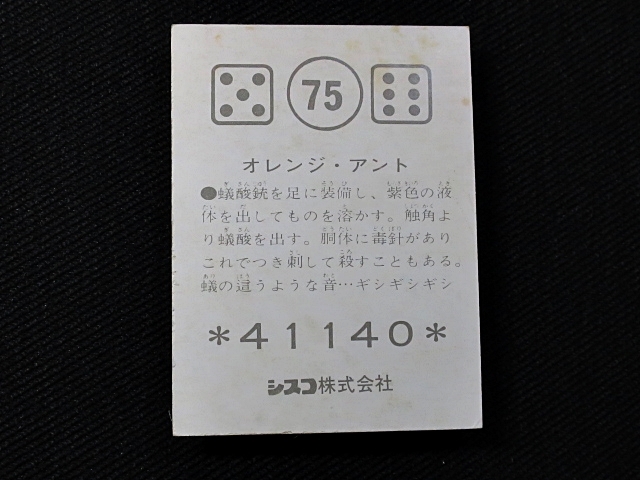 75
オレンジ・アント
●蟻酸銃を足に装備し、紫色の液
体を出してものを溶かす。触角よ
り蟻酸を出す。胴体に毒針があり
これでつき刺して殺すこともある。
蟻の這うような音…ギシギシギシ
*41140*
シスコ株式会社